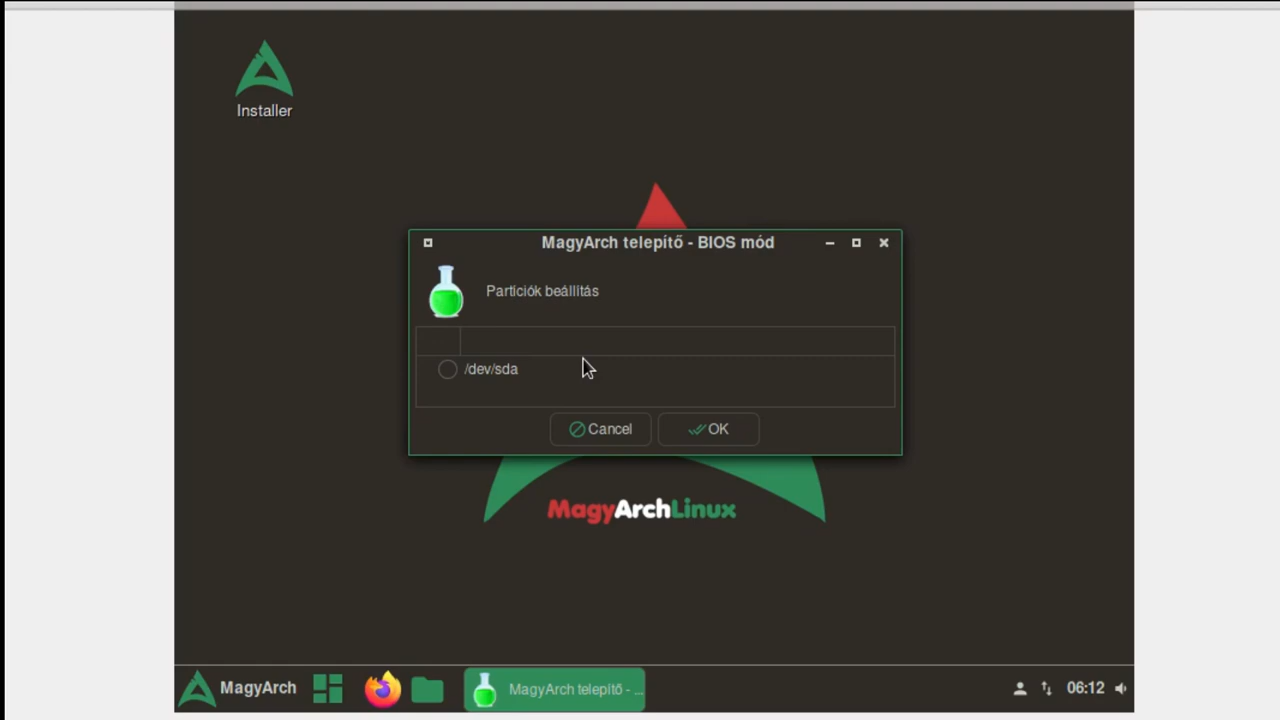 Installer
MagyArch telepítő - BIOS mód
Partíciók beállítás
/dev/sda
Cancel
OK
MagyArchLinux
MagyArch
MagyArch telepítő - ...
06:12